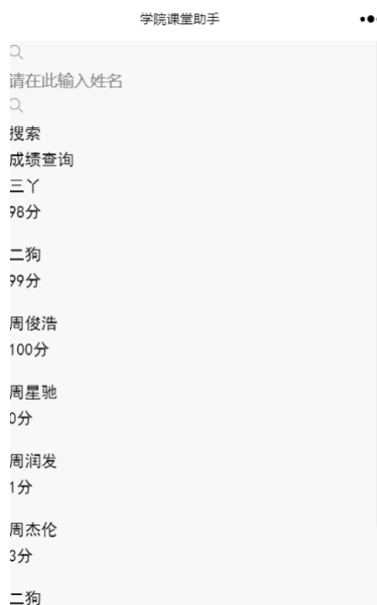 学院课堂助手
请在此输入姓名
搜索
成绩查询
三丫
98分
二狗
99分
周俊浩
100分
周星驰
0分
周润发
1分
周杰伦
3分
二狗